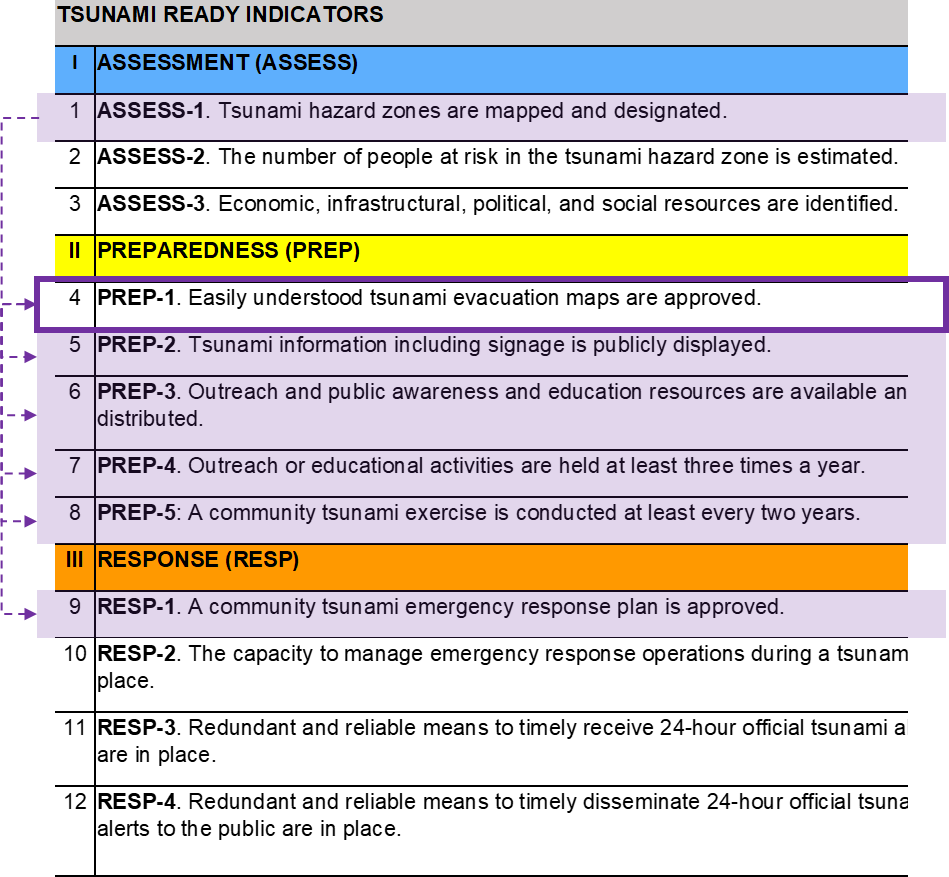 TSUNAMI READY INDICATORS
I ASSESSMENT (ASSESS)
1 ASSESS-1. Tsunami hazard zones are mapped and designated.
2 ASSESS-2. The number of people at risk in the tsunami hazard zone is estimated.
3 ASSESS-3. Economic, infrastructural, political, and social resources are identified.
II PREPAREDNESS (PREP)
4 PREP-1. Easily understood tsunami evacuation maps are approved.
5 PREP-2. Tsunami information including signage is publicly displayed.
6 PREP-3. Outreach and public awareness and education resources are available an
distributed.
7 PREP-4. Outreach or educational activities are held at least three times a year.
8 PREP-5: A community tsunami exercise is conducted at least every two years.
III RESPONSE (RESP)
9 RESP-1. A community tsunami emergency response plan is approved.
10 RESP-2. The capacity to manage emergency response operations during a tsunam
place.
11 RESP-3. Redundant and reliable means to timely receive 24-hour official tsunami
are in place.
12 RESP-4. Redundant and reliable means to timely disseminate 24-hour official tsuna
alerts to the public are in place.